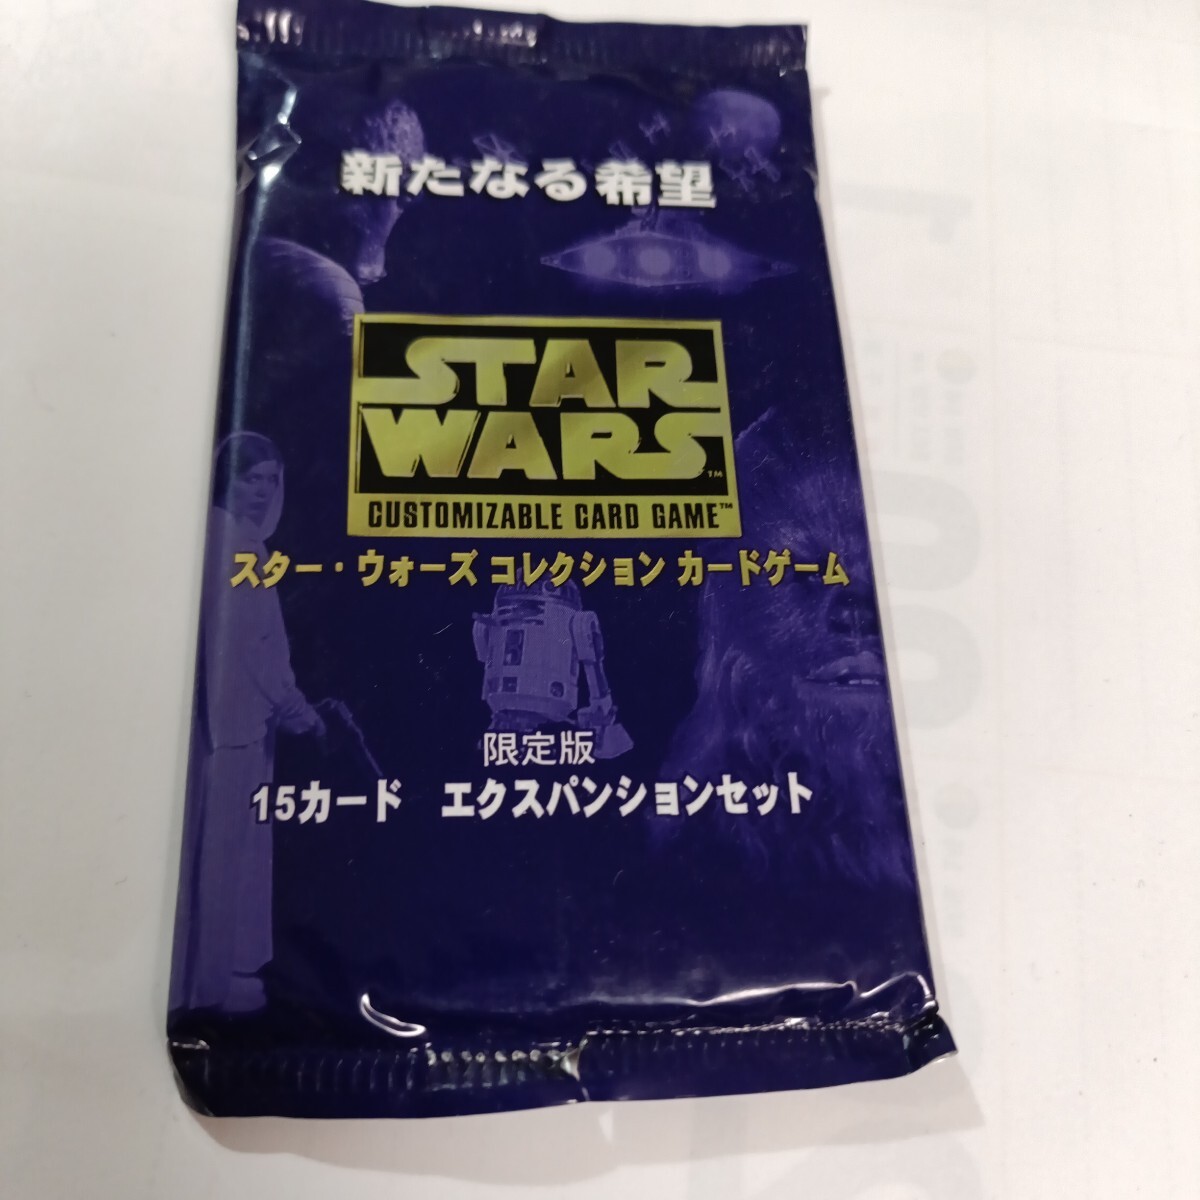 新たなる希望
STAR
WARS™
CUSTOMIZABLE CARD GAME™
スター・ウォーズ コレクション カードゲーム
限定版
15カード エクスパンションセット